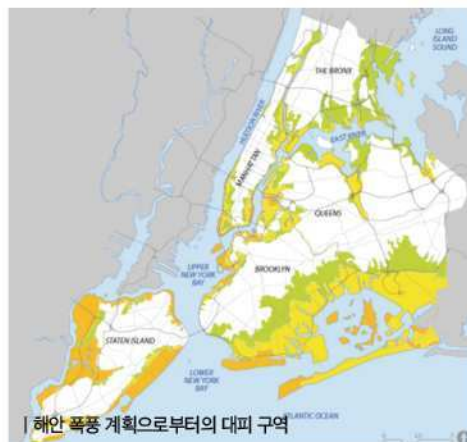 LONG
ISLAND
SOUND
THE BRONX
HUDSON RIVER
EAST RIVER
MANHATTAN
QUEENS
UPPER
NEW YORK
BAY
BROOKLYN
STATEN ISLAND
LOWER
NEW YORK
BAY
ATLANTIC OCEAN
| 해안 폭풍 계획으로부터의 대피 구역